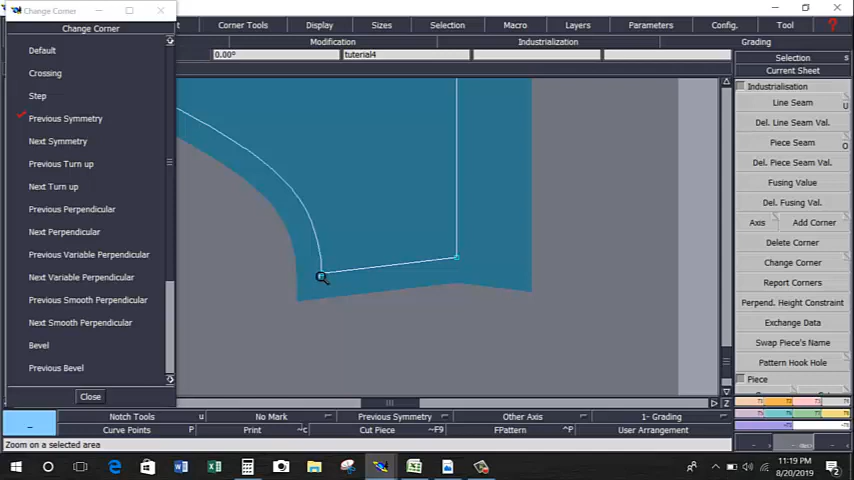 Change Corner
Corner Tools Display Sizes Selection Macro Layers Parameters Config. Tool
Change Corner
Modification Industrialization Grading
0.00° tuterial4
Selection s
Current Sheet
Default
Crossing
Step
Previous Symmetry
Next Symmetry
Previous Turn up
Next Turn up
Previous Perpendicular
Next Perpendicular
Previous Variable Perpendicular
Next Variable Perpendicular
Previous Smooth Perpendicular
Next Smooth Perpendicular
Bevel
Previous Bevel
Close
Industrialisation
Line Seam U
Del. Line Seam Val.
Piece Seam O
Del. Piece Seam Val.
Fusing Value
Del. Fusing Val.
Axis Add Corner
Delete Corner
Change Corner
Report Corners
Perpend. Height Constraint
Exchange Data
Swap Piece's Name
Pattern Hook Hole
Piece
Notch Tools u No Mark Previous Symmetry Other Axis 1- Grading
Curve Points Print ~c Cut Piece ~F9 FPattern ^P User Arrangement
Zoom on a selected area
11:19 PM
8/20/2019